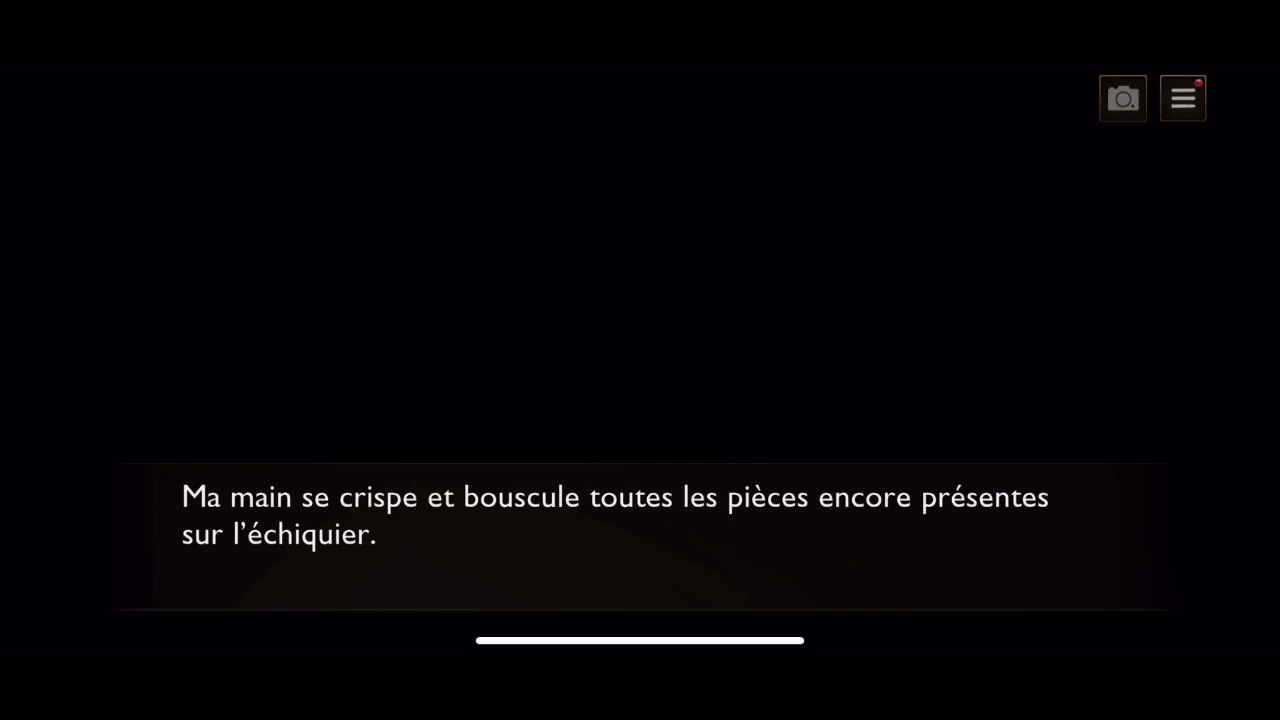 Ma main se crispe et bouscule toutes les pièces encore présentes
sur l’échiquier.